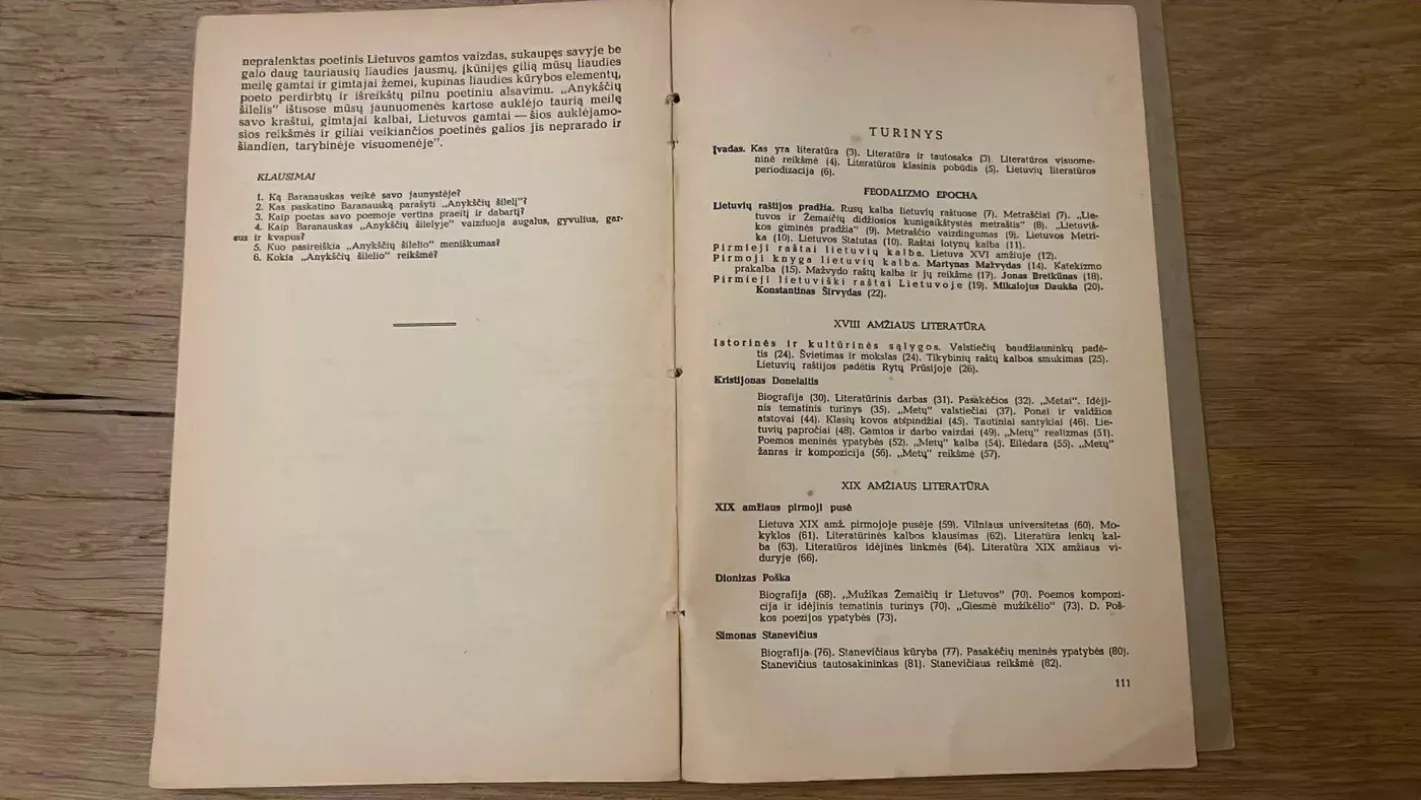 nepralenktas poetinis Lietuvos gamtos vaizdas, sukaupęs savyje be
galo daug tauriausių liaudies jausmų, įkūnijęs gilią mūsų liaudies
meilę gamtai ir gimtajai žemei, kupinas liaudies kūrybos elementų,
poeto perdirbtų ir išreikštų pilnu poetiniu alsavimu. „Anykščių
šilelis" ištisose mūsų jaunuomenės kartose auklėjo taurią meilę
savo kraštui, gimtajai kalbai, Lietuvos gamtai — šios auklėjamo-
sios reikšmės ir giliai veikiančios poetinės galios jis neprarado ir
šiandien, tarybinėje visuomenėje".
KLAUSIMAI
1. Ką Baranauskas veikė savo jaunystėje?
2. Kas paskatino Baranauską parašyti „Anykščių šilelį"?
3. Kaip poetas savo poemoje vertina praeitį ir dabartį?
4. Kaip Baranauskas „Anykščių šilelyje" vaizduoja augalus, gyvulius, gar-
sus ir kvapus?
5. Kuo pasireiškia „Anykščių šilelio" meniškumas?
6. Kokia „Anykščių šilelio" reikšmė?
TURINYS
Įvadas. Kas yra literatūra (3). Literatūra ir tautosaka (3). Literatūros visuome-
ninė reikšmė (4). Literatūros klasinis pobūdis (5). Lietuvių literatūros
periodizacija (6).
FEODALIZMO EPOCHA
Lietuvių raštijos pradžia. Rusų kalba lietuvių raštuose (7). Metraščiai (7). „Lie-
tuvos ir Žemaičių didžiosios kunigaikštystės metraštis" (8). „Lietuviš-
kos giminės pradžia" (9). Metraščio vaizdingumas (9). Lietuvos Metri-
ka (10). Lietuvos Statutas (10). Raštai lotynų kalba (11).
Pirmieji raštai lietuvių kalba. Lietuva XVI amžiuje (12).
Pirmoji knyga lietuvių kalba. Martynas Mažvydas (14). Katekizmo
prakalba (15). Mažvydo raštų kalba ir jų reikšmė (17). Jonas Bretkūnas (18).
Pirmieji lietuviški raštai Lietuvoje (19). Mikalojus Daukša (20).
Konstantinas Širvydas (22).
XVIII AMŽIAUS LITERATŪRA
Istorinės ir kultūrinės sąlygos. Valstiečių baudžiauninkų padė-
tis (24). Švietimas ir mokslas (24). Tikybinių raštų kalbos smukimas (25).
Lietuvių raštijos padėtis Rytų Prūsijoje (26).
Kristijonas Donelaitis
Biografija (30). Literatūrinis darbas (31). Pasakėčios (32). „Metai". Idėji-
nis tematinis turinys (35). „Metų" valstiečiai (37). Ponai ir valdžios
atstovai (44). Klasių kovos atspindžiai (45). Tautiniai santykiai (46). Lie-
tuvių papročiai (48). Gamtos ir darbo vaizdai (49). „Metų" realizmas (51).
Poemos meninės ypatybės (52). „Metų" kalba (54). Eilėdara (55). „Metų"
žanras ir kompozicija (56). „Metų" reikšmė (57).
XIX AMŽIAUS LITERATŪRA
XIX amžiaus pirmoji pusė
Lietuva XIX amž. pirmojoje pusėje (59). Vilniaus universitetas (60). Mo-
kyklos (61). Literatūrinės kalbos klausimas (62). Literatūra lenkų kal-
ba (63). Literatūros idėjinės linkmės (64). Literatūra XIX amžiaus vi-
duryje (66).
Dionizas Poška
Biografija (68). „Mužikas Žemaičių ir Lietuvos" (70). Poemos kompozi-
cija ir idėjinis tematinis turinys (70). „Giesmė mužikėlio" (73). D. Poš-
kos poezijos ypatybės (73).
Simonas Stanevičius
Biografija (76). Stanevičiaus kūryba (77). Pasakėčių meninės ypatybės (80).
Stanevičius tautosakininkas (81). Stanevičiaus reikšmė (82).
111